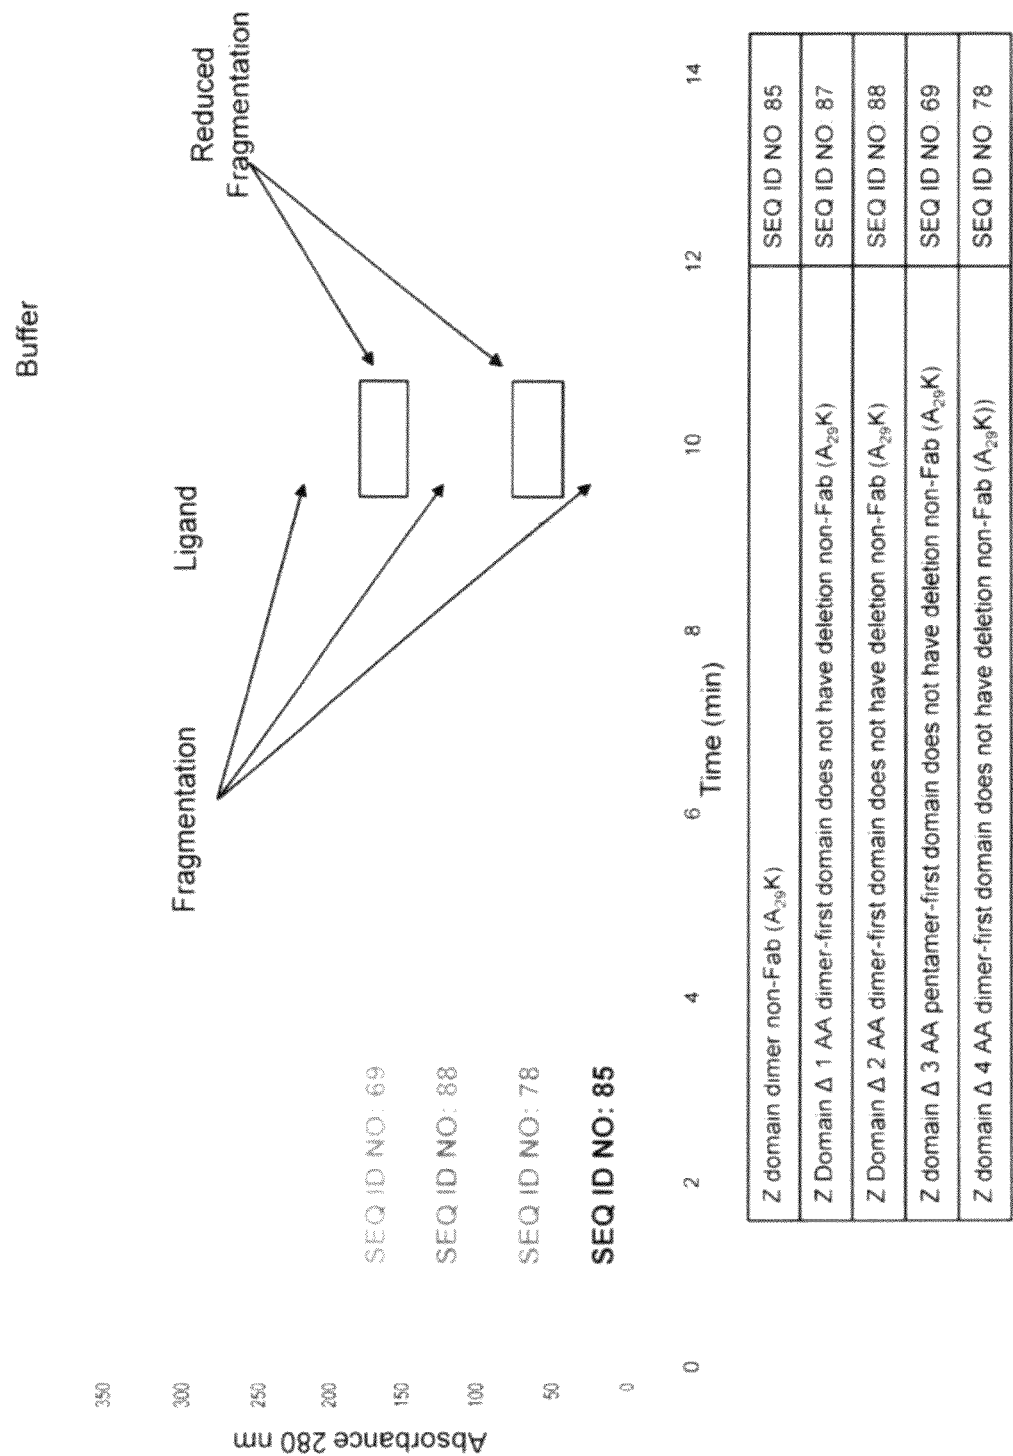 Buffer
Reduced
Fragmentation
Ligand
Fragmentation
SEQ ID NO: 69
SEQ ID NO: 88
SEQ ID NO: 78
SEQ ID NO: 85
Absorbance 280 nm
350
300
250
200
150
100
50
0
0 2 4 6 8 10 12 14
Time (min)
Z domain dimer non-Fab (A₂₉K) SEQ ID NO 85
Z Domain Δ 1 AA dimer-first domain does not have deletion non-Fab (A₂₉K) SEQ ID NO: 87
Z Domain Δ 2 AA dimer-first domain does not have deletion non-Fab (A₂₉K) SEQ ID NO: 88
Z domain Δ 3 AA pentamer-first domain does not have deletion non-Fab (A₂₉K) SEQ ID NO: 69
Z domain Δ 4 AA dimer-first domain does not have deletion non-Fab (A₂₉K)) SEQ ID NO: 78